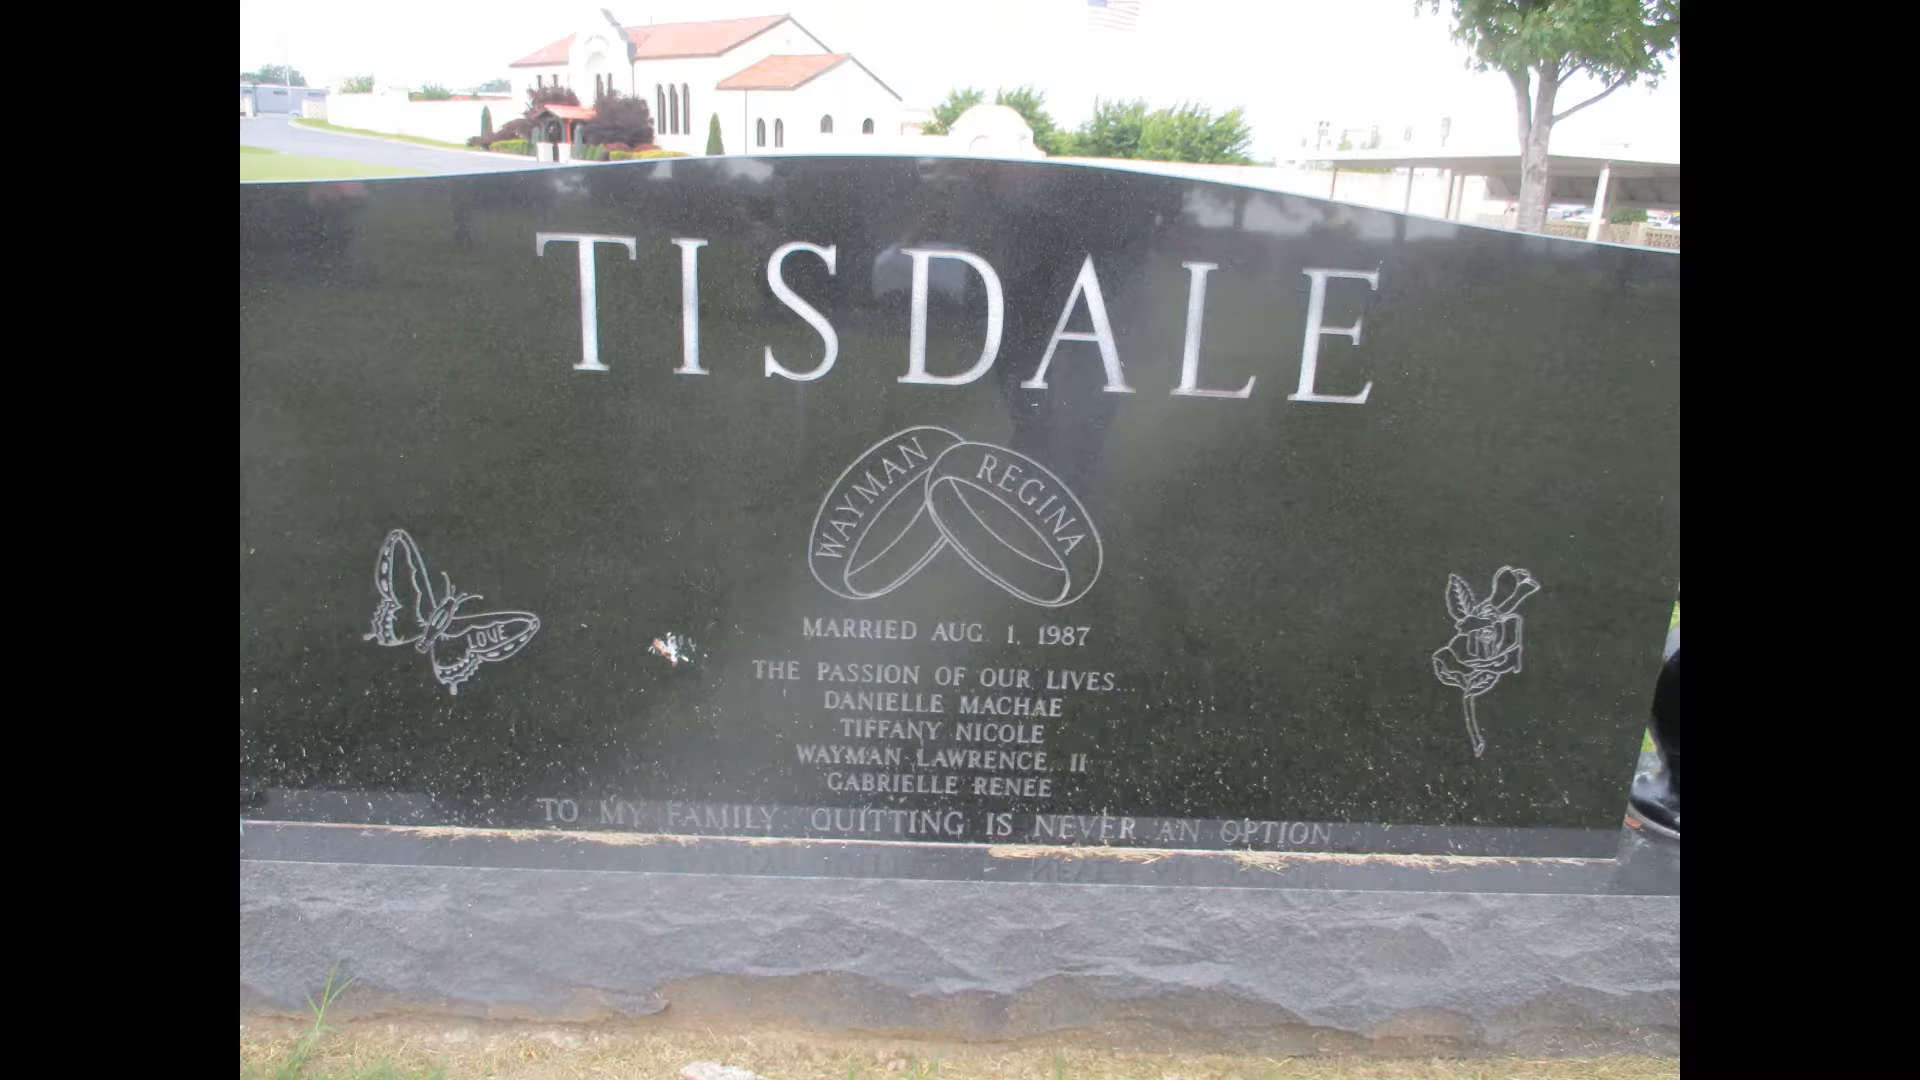 TISDALE
WAYMAN REGINA
LOVE
MARRIED AUG. 1, 1987
THE PASSION OF OUR LIVES...
DANIELLE MACHAE
TIFFANY NICOLE
WAYMAN LAWRENCE, II
GABRIELLE RENEE
TO MY FAMILY: QUITTING IS NEVER AN OPTION